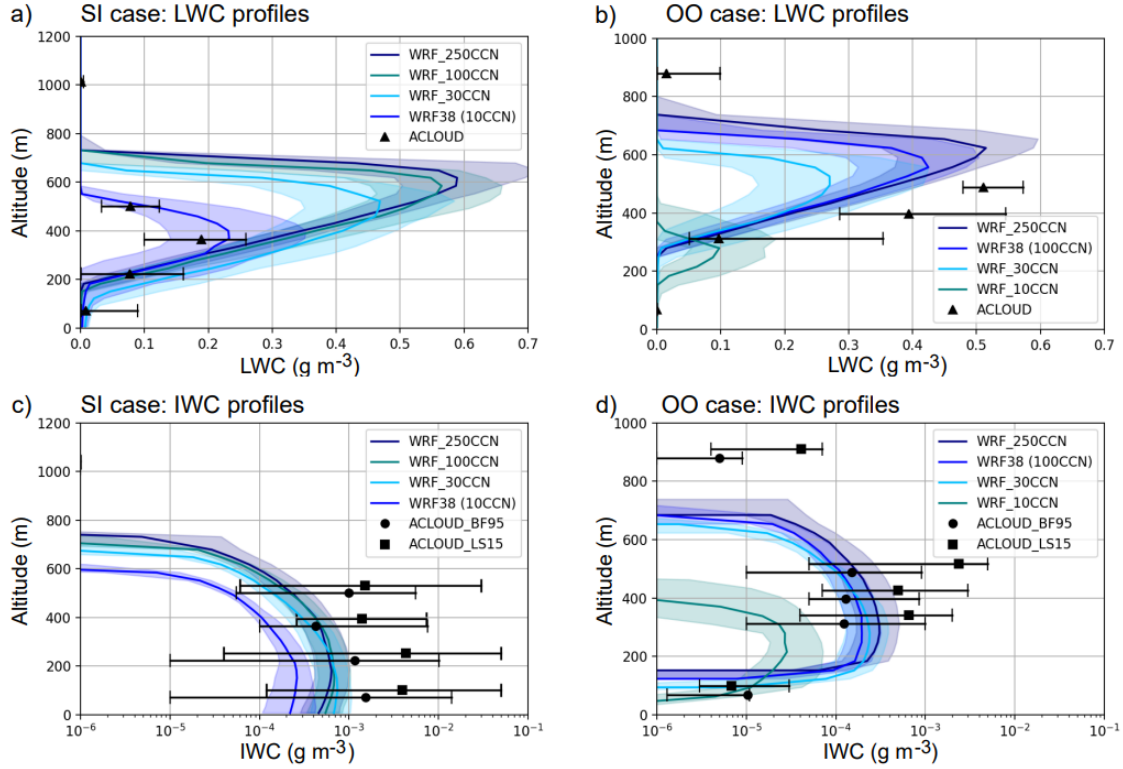 a) SI case: LWC profiles
1200
1000
800
600
400
200
0
Altitude (m)
WRF_250CCN
WRF_100CCN
WRF_30CCN
WRF38 (10CCN)
ACLOUD
0.0 0.1 0.2 0.3 0.4 0.5 0.6 0.7
LWC (g m-3)
b) OO case: LWC profiles
1000
800
600
400
200
0
Altitude (m)
WRF_250CCN
WRF38 (100CCN)
WRF_30CCN
WRF_10CCN
ACLOUD
0.0 0.1 0.2 0.3 0.4 0.5 0.6 0.7
LWC (g m-3)
c) SI case: IWC profiles
1200
1000
800
600
400
200
0
Altitude (m)
WRF_250CCN
WRF_100CCN
WRF_30CCN
WRF38 (10CCN)
ACLOUD_BF95
ACLOUD_LS15
10−6 10−5 10−4 10−3 10−2 10−1
IWC (g m-3)
d) OO case: IWC profiles
1000
800
600
400
200
0
Altitude (m)
WRF_250CCN
WRF38 (100CCN)
WRF_30CCN
WRF_10CCN
ACLOUD_BF95
ACLOUD_LS15
10−6 10−5 10−4 10−3 10−2 10−1
IWC (g m-3)